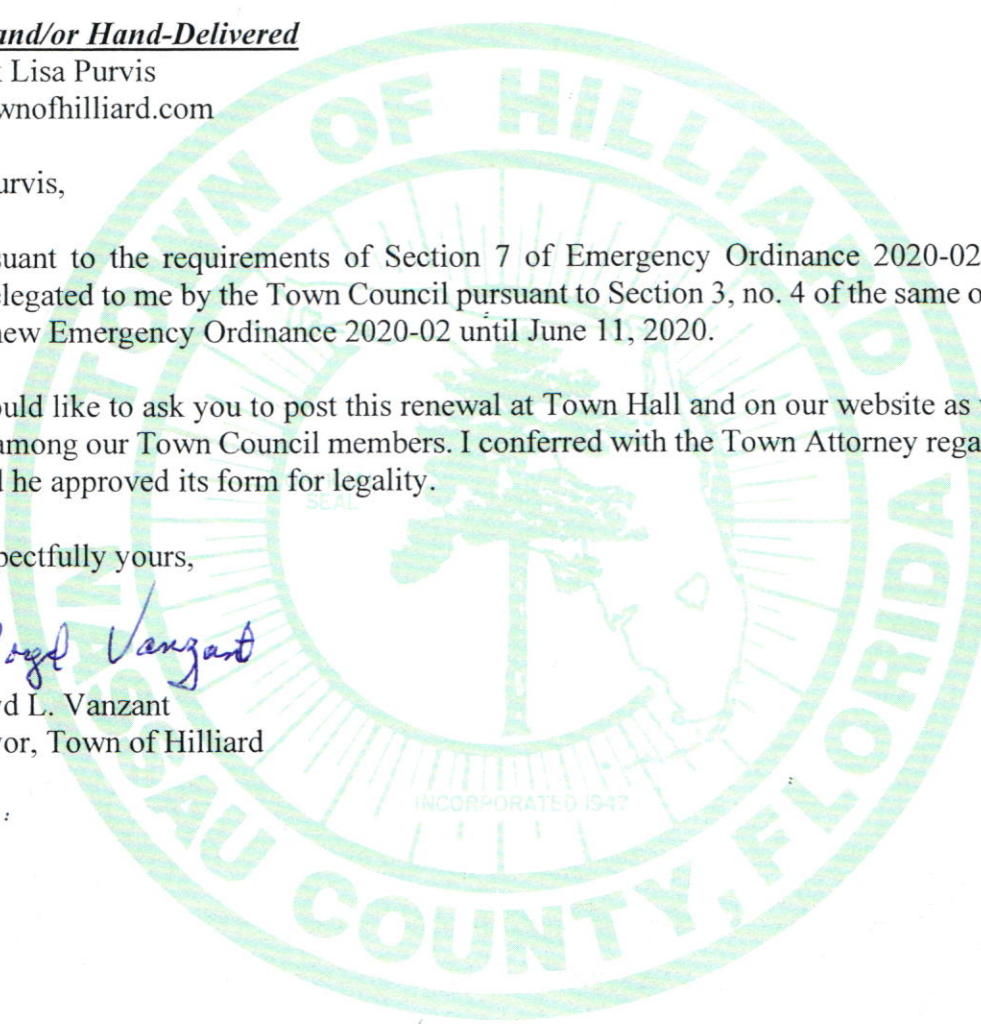 and/or Hand-Delivered
Lisa Purvis
wnofhilliard.com
urvis,
suant to the requirements of Section 7 of Emergency Ordinance 2020-02
elegated to me by the Town Council pursuant to Section 3, no. 4 of the same o
new Emergency Ordinance 2020-02 until June 11, 2020.
ould like to ask you to post this renewal at Town Hall and on our website as
among our Town Council members. I conferred with the Town Attorney rega
d he approved its form for legality.
pectfully yours,
Vanzant
d L. Vanzant
or, Town of Hilliard
:
TOWN OF HILLIARD
SEAL
INCORPORATED 1947
NASSAU COUNTY, FLORIDA